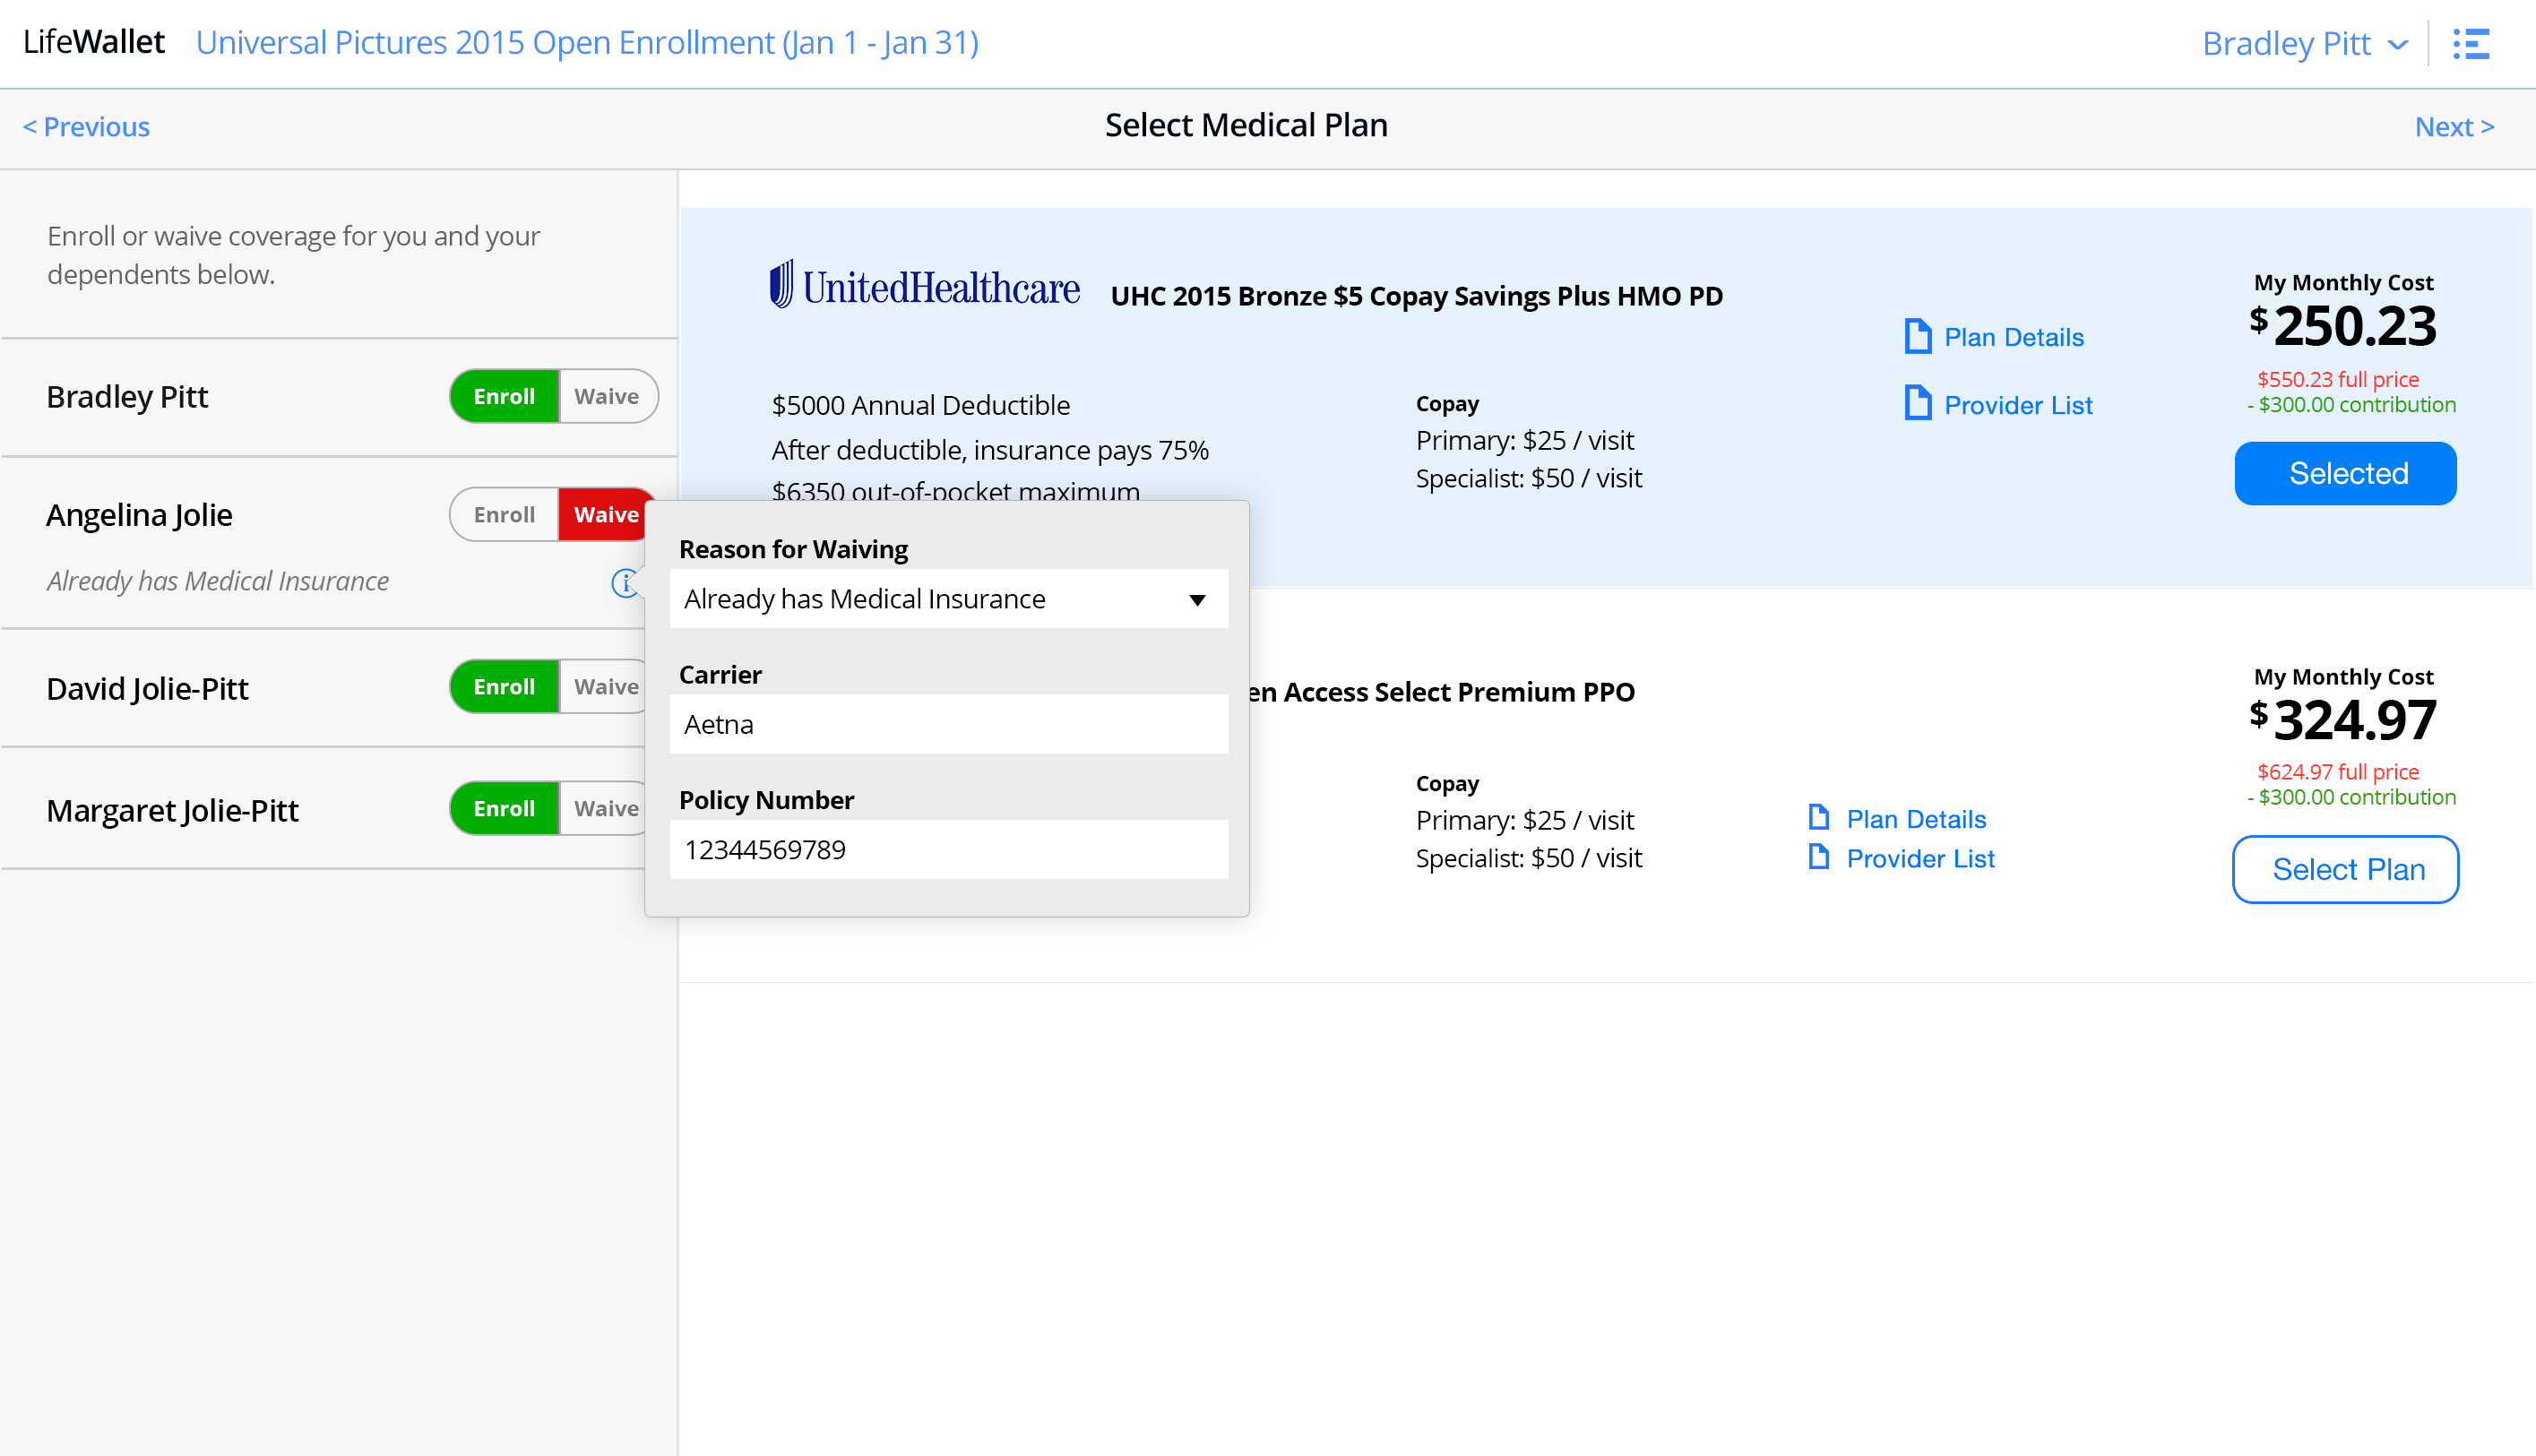 LifeWallet Universal Pictures 2015 Open Enrollment (Jan 1 - Jan 31) Bradley Pitt
< Previous Select Medical Plan Next >
Enroll or waive coverage for you and your
dependents below.
Bradley Pitt Enroll Waive
Angelina Jolie Enroll Waive
Already has Medical Insurance
David Jolie-Pitt Enroll Waive
Margaret Jolie-Pitt Enroll Waive
UnitedHealthcare UHC 2015 Bronze $5 Copay Savings Plus HMO PD
$5000 Annual Deductible
After deductible, insurance pays 75%
$6350 out-of-pocket maximum
Copay
Primary: $25 / visit
Specialist: $50 / visit
Plan Details
Provider List
My Monthly Cost
$250.23
$550.23 full price
- $300.00 contribution
Selected
Reason for Waiving
Already has Medical Insurance
Carrier
Aetna
Policy Number
12344569789
en Access Select Premium PPO
Copay
Primary: $25 / visit
Specialist: $50 / visit
Plan Details
Provider List
My Monthly Cost
$324.97
$624.97 full price
- $300.00 contribution
Select Plan